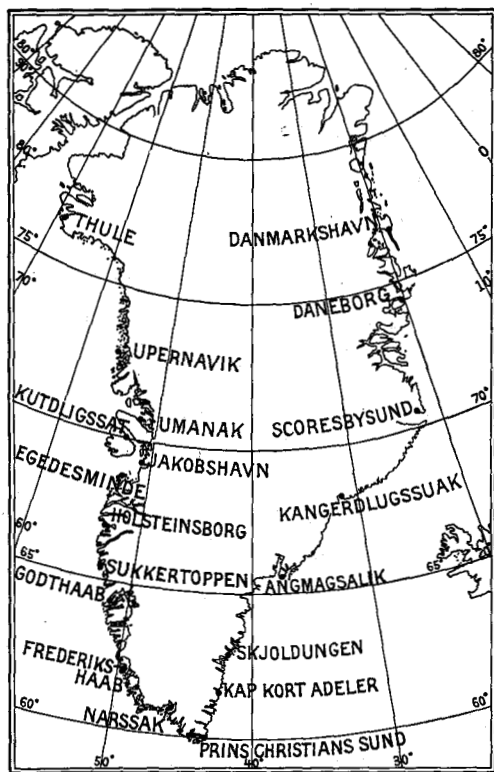 80°
90°
80°
80°
0
THULE
DANMARKSHAVN
75°
75°
70°
10°
DANEBORG
UPERNAVIK
KUTDLIGSSAT
UMANAK
SCORESBYSUND
70°
JAKOBSHAVN
EGEDESMINDE
KANGERDLUGSSUAK
HOLSTEINSBORG
60°
65°
SUKKERTOPPEN
ANGMAGSALIK
65°
20°
GODTHAAB
SKJOLDUNGEN
FREDERIKS-
HAAB
KAP KORT ADELER
60°
60°
NARSSAK
PRINS CHRISTIANS SUND
50°
40°
30°